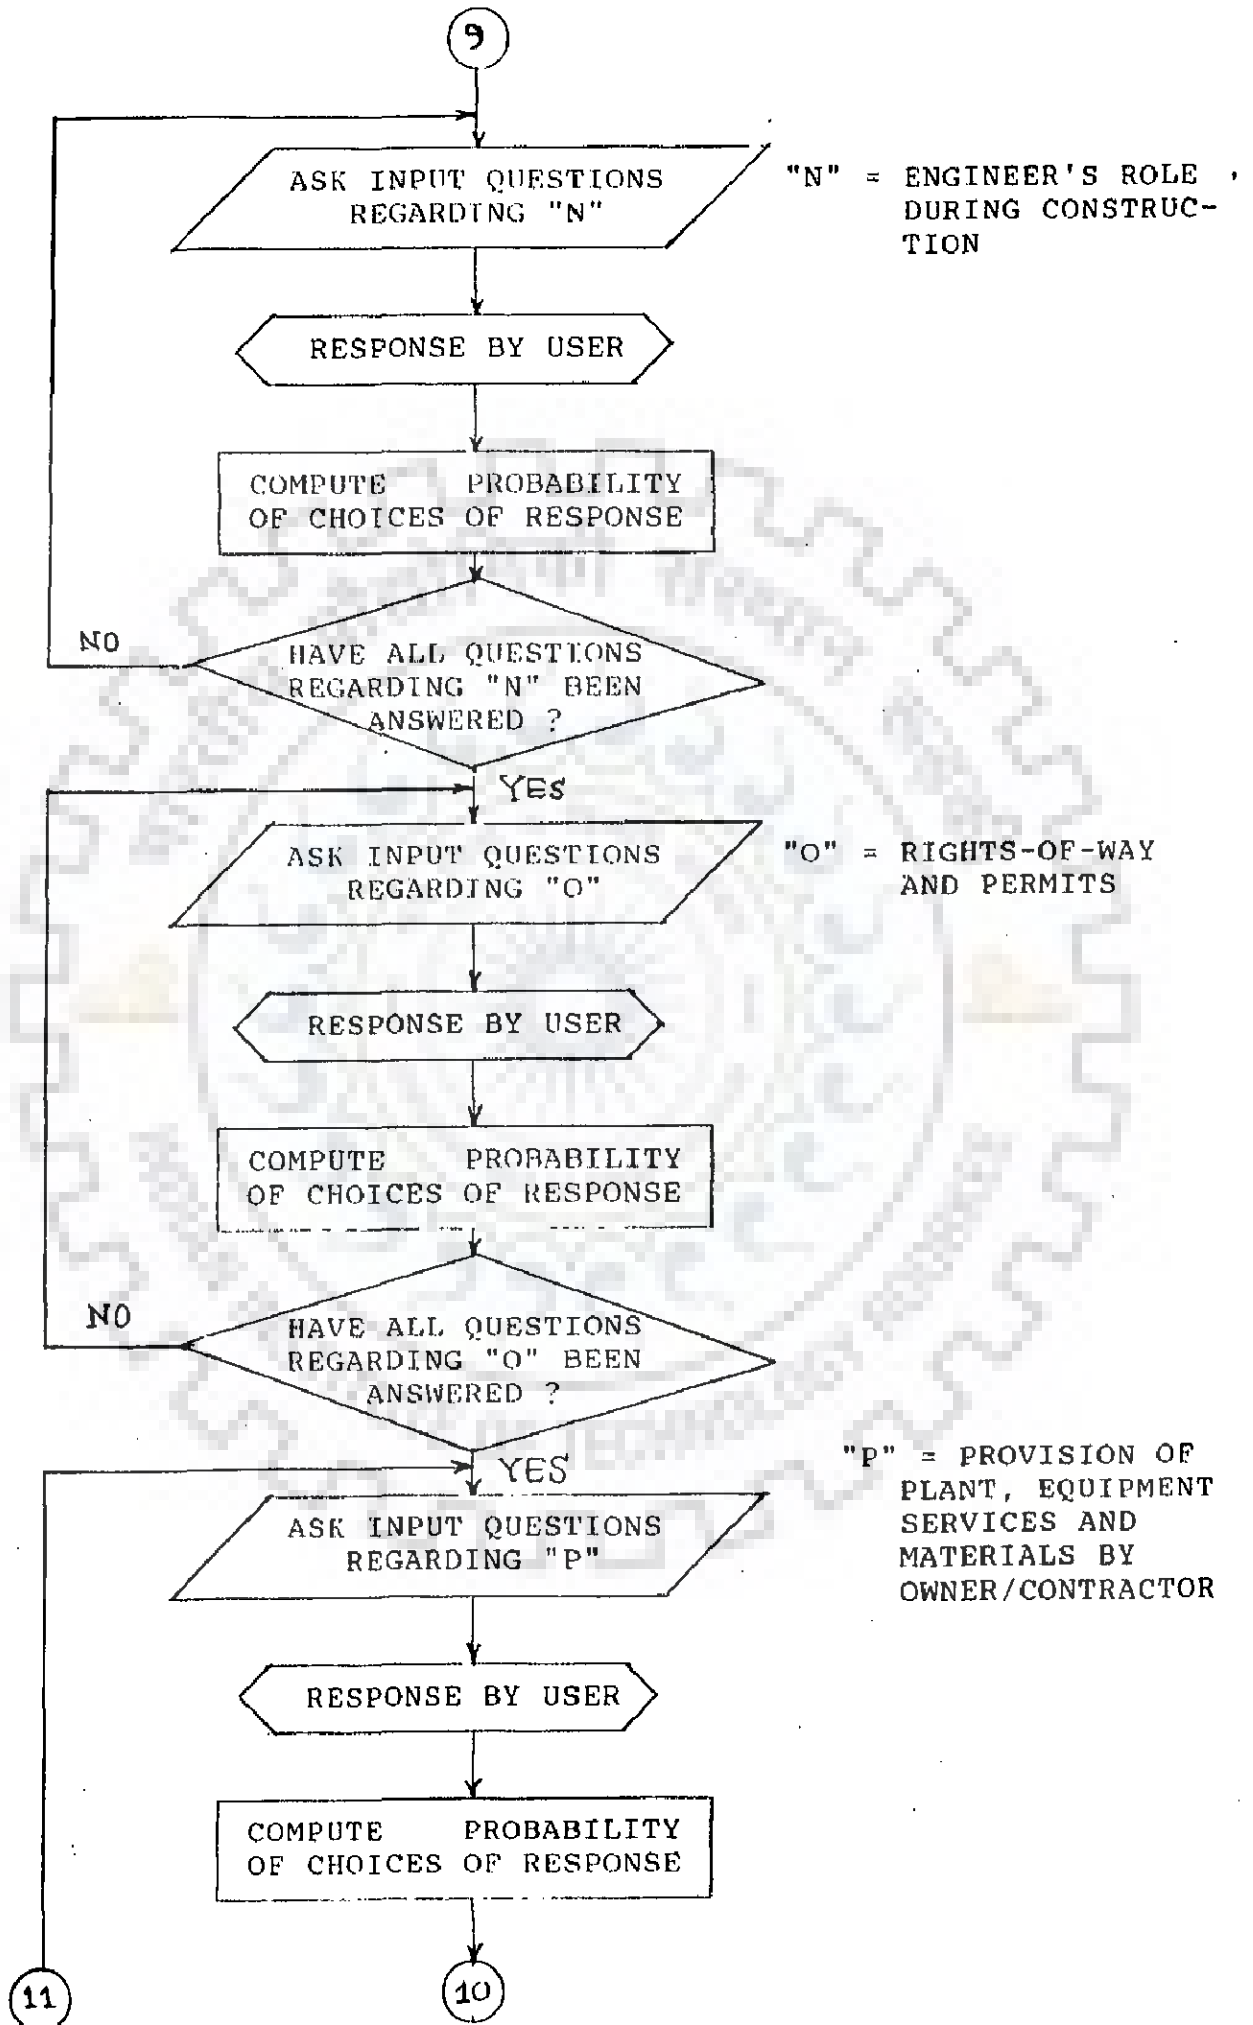 9
ASK INPUT QUESTIONS
REGARDING "N"
"N" = ENGINEER'S ROLE
DURING CONSTRUC-
TION
RESPONSE BY USER
COMPUTE PROBABILITY
OF CHOICES OF RESPONSE
NO
HAVE ALL QUESTIONS
REGARDING "N" BEEN
ANSWERED ?
YES
ASK INPUT QUESTIONS
REGARDING "O"
"O" = RIGHTS-OF-WAY
AND PERMITS
RESPONSE BY USER
COMPUTE PROBABILITY
OF CHOICES OF RESPONSE
NO
HAVE ALL QUESTIONS
REGARDING "O" BEEN
ANSWERED ?
YES
ASK INPUT QUESTIONS
REGARDING "P"
"P" = PROVISION OF
PLANT, EQUIPMENT
SERVICES AND
MATERIALS BY
OWNER/CONTRACTOR
RESPONSE BY USER
COMPUTE PROBABILITY
OF CHOICES OF RESPONSE
11
10